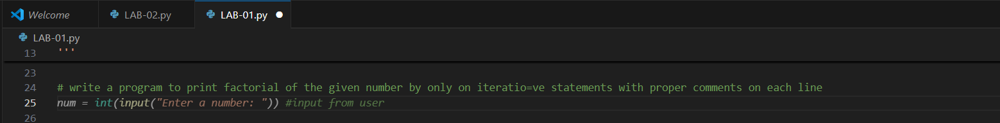 Welcome LAB-02.py LAB-01.py
LAB-01.py
13 '''
23
24 # write a program to print factorial of the given number by only on iteratio=ve statements with proper comments on each line
25 num = int(input("Enter a number: ")) #input from user
26